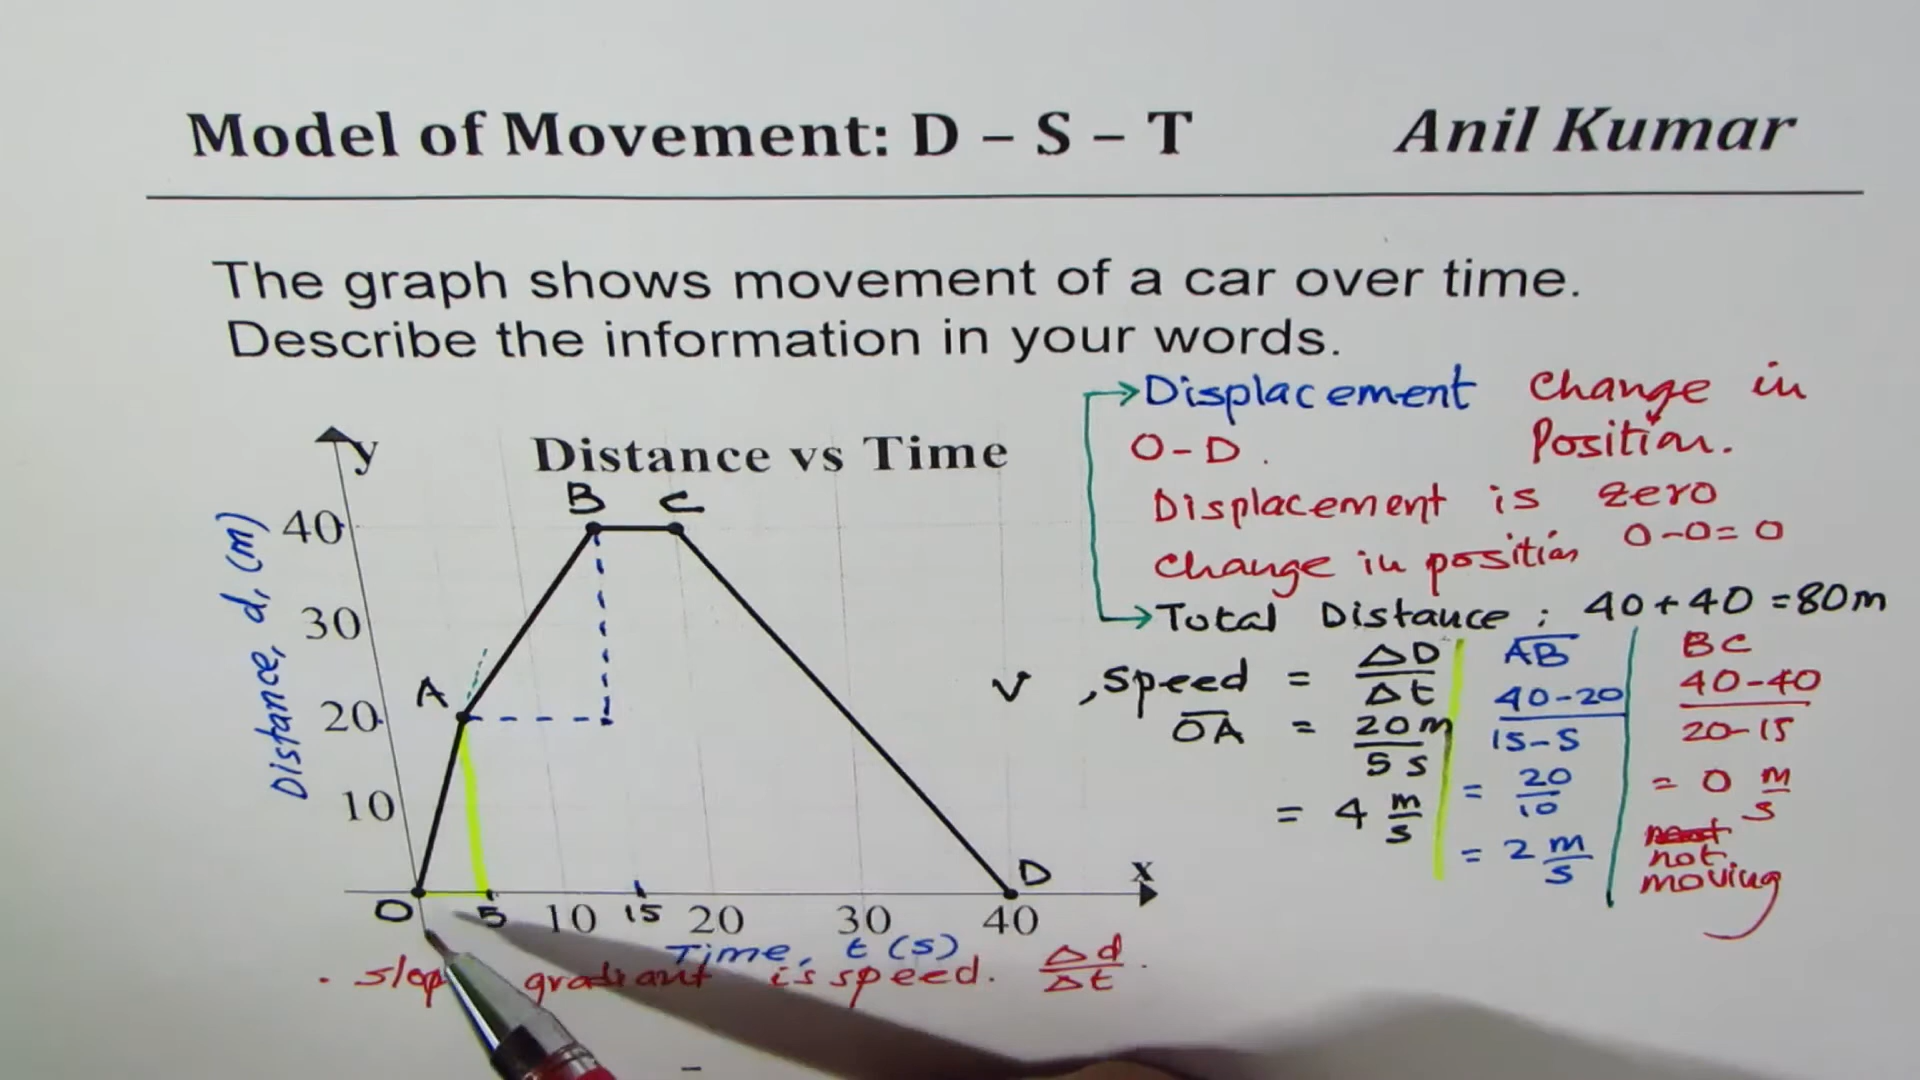 Model of Movement: D – S – T
Anil Kumar
The graph shows movement of a car over time.
Describe the information in your words.
Distance vs Time
y
B C
40
30
A
20
10
Distance, d, (m)
O 5 10 15 20 30 40
D
x
Time, t (s)
. slop gradiant is speed. Δd/Δt .
Displacement Change in
O-D. Position.
Displacement is zero
Change in position 0-0=0
Total Distance : 40+40=80m
V , speed = ΔD/Δt
OA = 20m/5s
= 4 m/s
AB
40-20/15-5
= 20/10
= 2 m/s
BC
40-40/20-15
= 0 m/s
not
moving